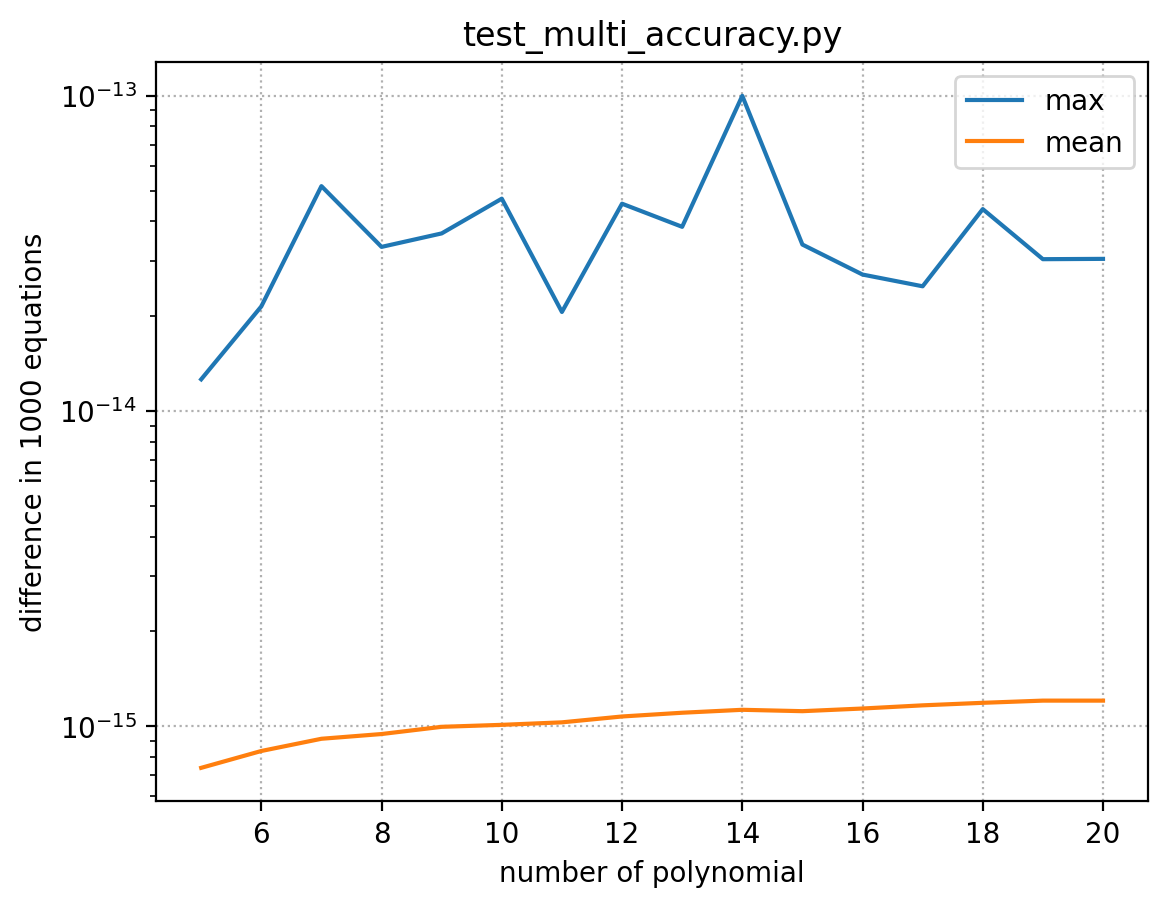 test_multi_accuracy.py
max
mean
10⁻¹³
10⁻¹⁴
10⁻¹⁵
difference in 1000 equations
6 8 10 12 14 16 18 20
number of polynomial